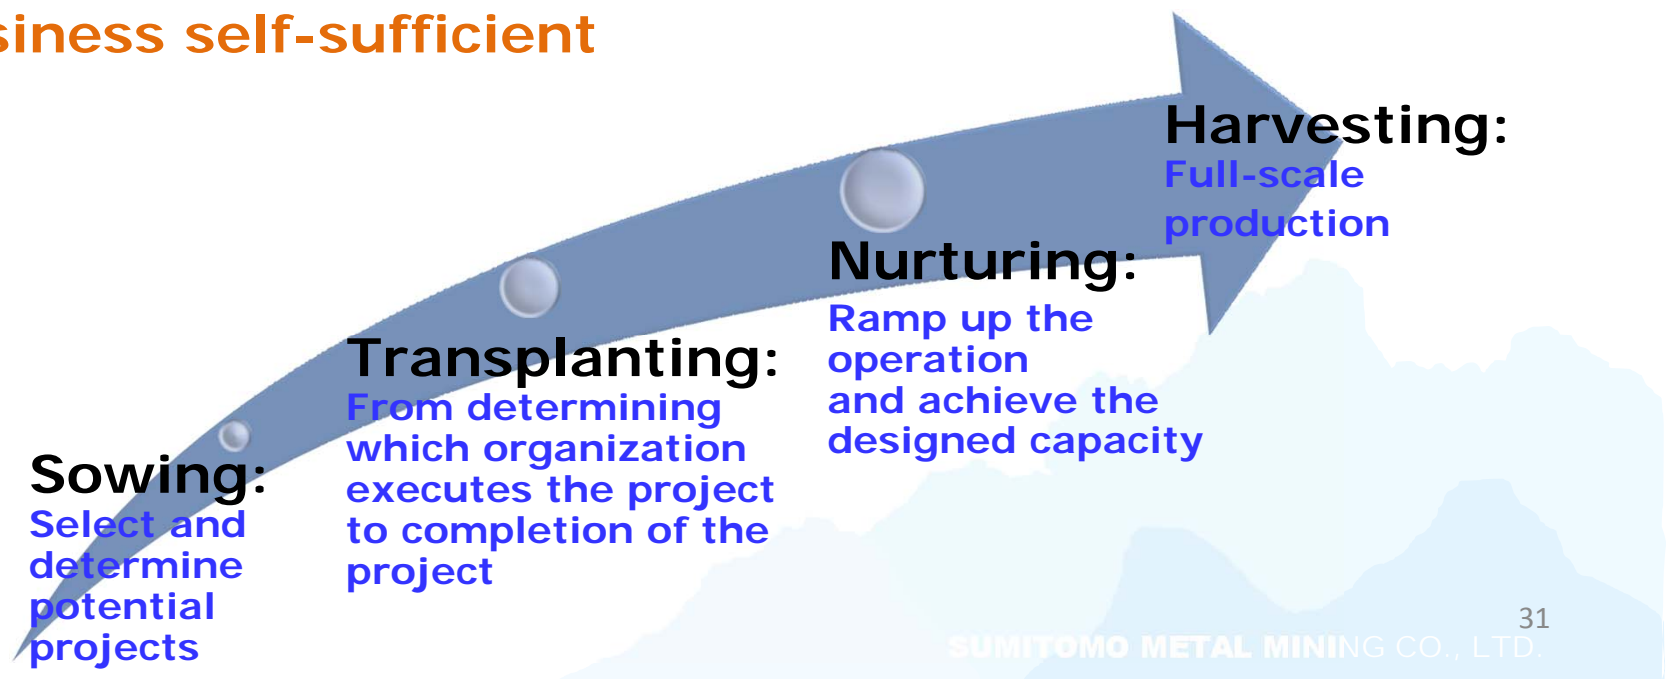 siness self-sufficient
Harvesting:
Full-scale
production
Nurturing:
Ramp up the
operation
and achieve the
designed capacity
Transplanting:
From determining
which organization
executes the project
to completion of the
project
Sowing:
Select and
determine
potential
projects
31
SUMITOMO METAL MINING CO., LTD.